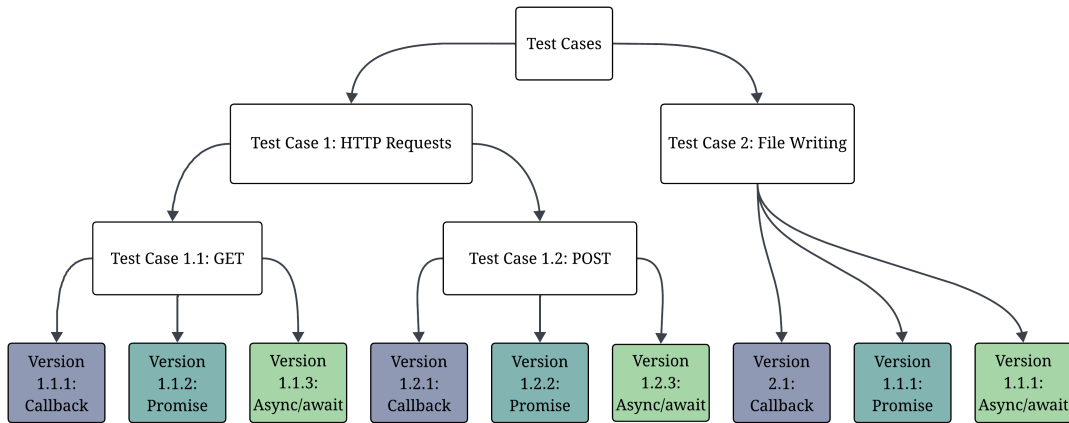 Test Cases
Test Case 1: HTTP Requests
Test Case 2: File Writing
Test Case 1.1: GET
Test Case 1.2: POST
Version
1.1.1:
Callback
Version
1.1.2:
Promise
Version
1.1.3:
Async/await
Version
1.2.1:
Callback
Version
1.2.2:
Promise
Version
1.2.3:
Async/await
Version
2.1:
Callback
Version
1.1.1:
Promise
Version
1.1.1:
Async/await